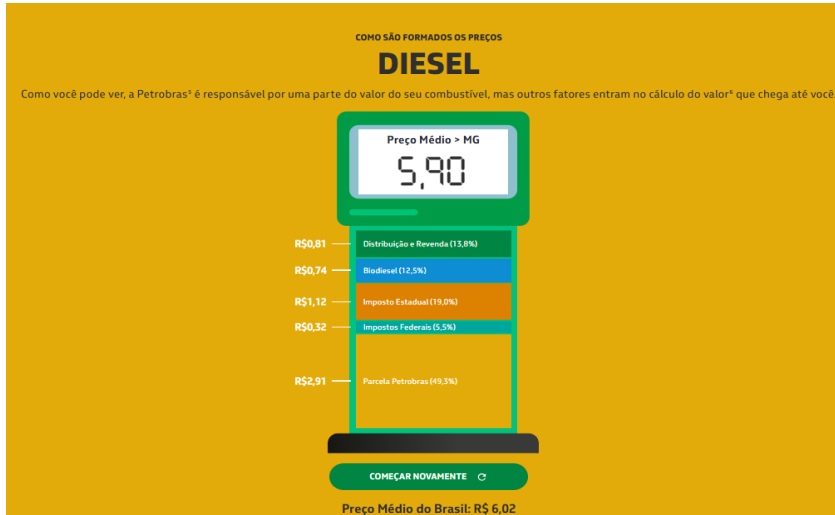 COMO SÃO FORMADOS OS PREÇOS
DIESEL
Como você pode ver, a Petrobras⁵ é responsável por uma parte do valor do seu combustível, mas outros fatores entram no cálculo do valor⁶ que chega até você
Preço Médio > MG
5,90
R$0,81 Distribuição e Revenda (13,8%)
R$0,74 Biodiesel (12,5%)
R$1,12 Imposto Estadual (19,0%)
R$0,32 Impostos Federais (5,5%)
R$2,91 Parcela Petrobras (49,3%)
COMEÇAR NOVAMENTE
Preço Médio do Brasil: R$ 6,02